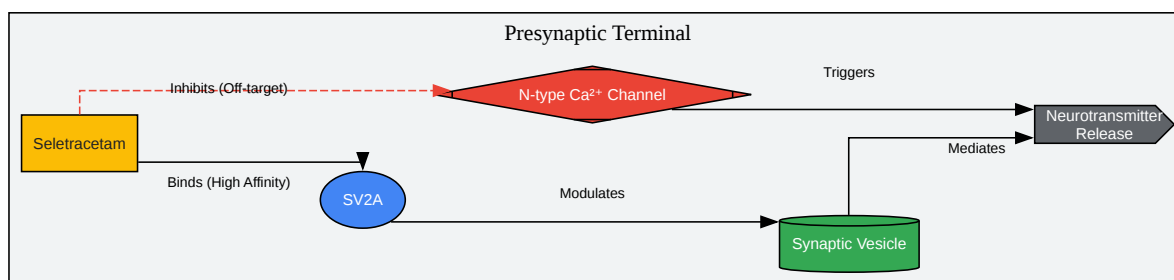 Presynaptic Terminal
Triggers
Inhibits (Off-target)
N-type Ca²⁺ Channel
Neurotransmitter
Release
Seletracetam
Mediates
Binds (High Affinity)
SV2A
Modulates
Synaptic Vesicle